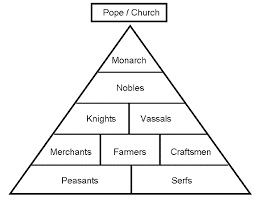 Pope / Church
Monarch
Nobles
Knights Vassals
Merchants Farmers Craftsmen
Peasants Serfs